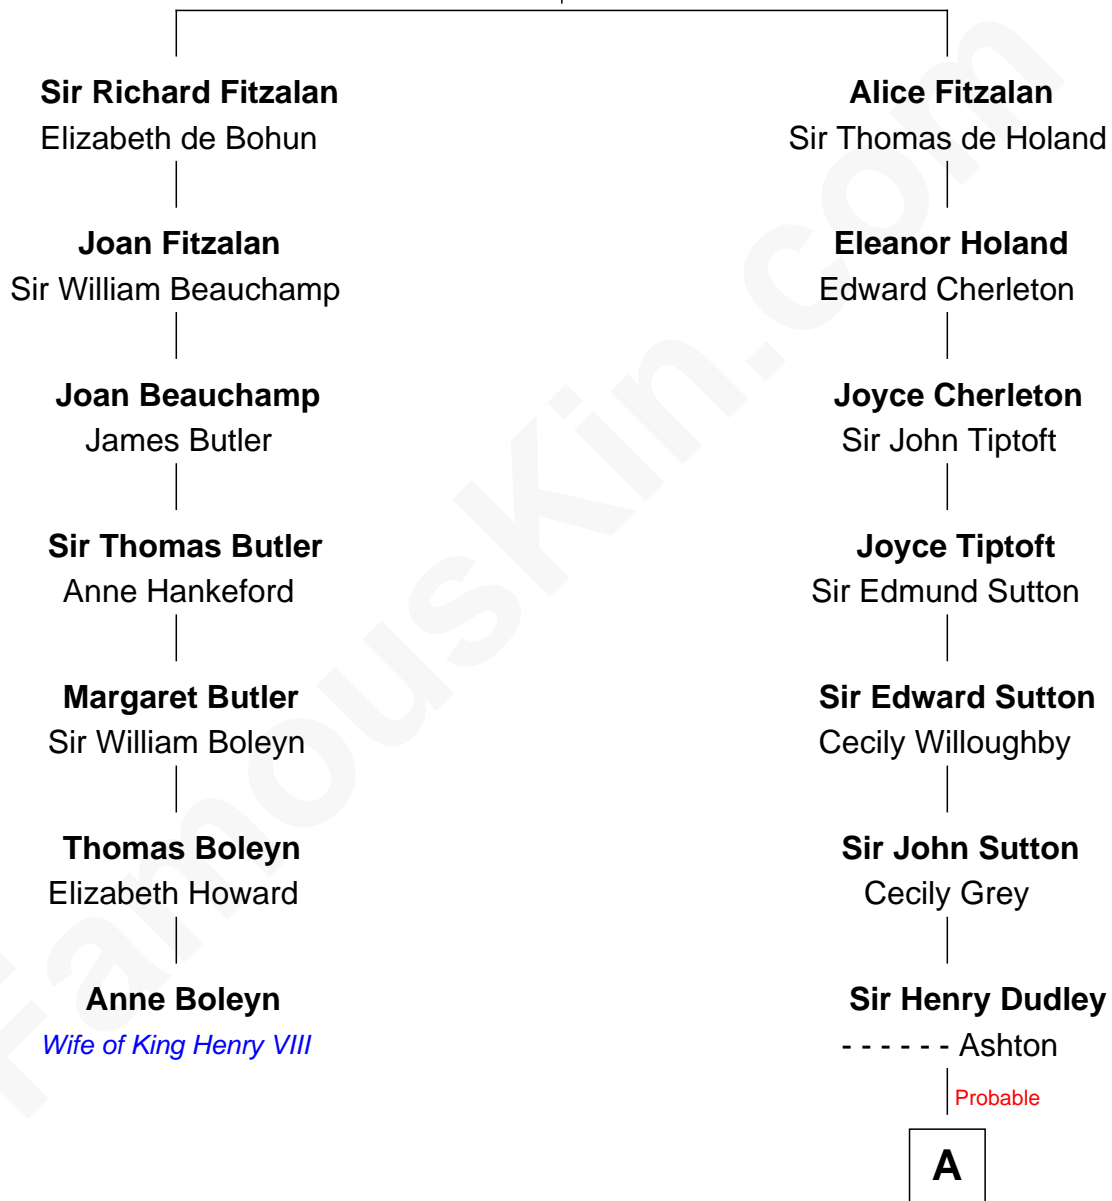 Sir Richard Fitzalan
Elizabeth de Bohun
Joan Fitzalan
Sir William Beauchamp
Joan Beauchamp
James Butler
Sir Thomas Butler
Anne Hankeford
Margaret Butler
Sir William Boleyn
Thomas Boleyn
Elizabeth Howard
Anne Boleyn
Wife of King Henry VIII
Alice Fitzalan
Sir Thomas de Holand
Eleanor Holand
Edward Cherleton
Joyce Cherleton
Sir John Tiptoft
Joyce Tiptoft
Sir Edmund Sutton
Sir Edward Sutton
Cecily Willoughby
Sir John Sutton
Cecily Grey
Sir Henry Dudley
- - - - - - Ashton
Probable
A
FamousKin.com